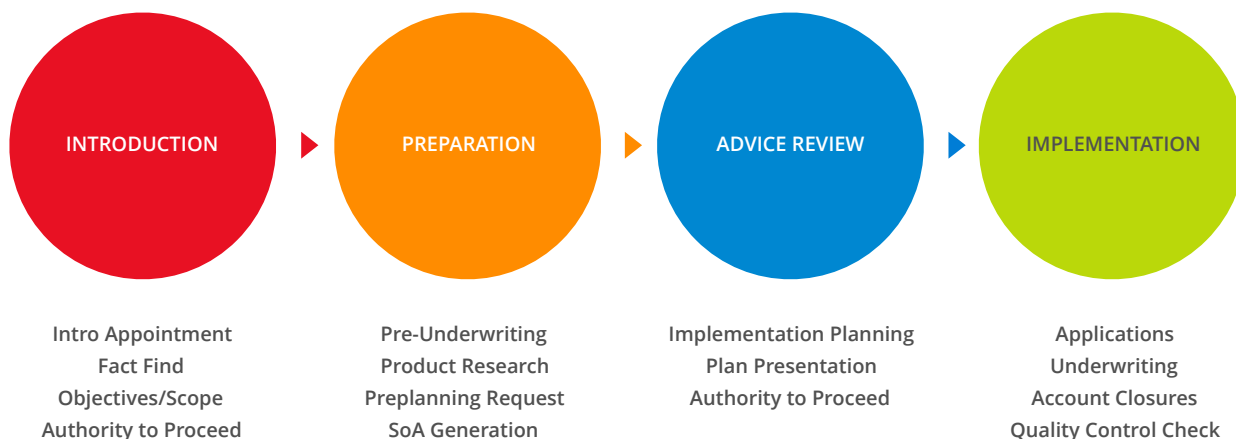 INTRODUCTION
PREPARATION
ADVICE REVIEW
IMPLEMENTATION
Intro Appointment
Fact Find
Objectives/Scope
Authority to Proceed
Pre-Underwriting
Product Research
Preplanning Request
SoA Generation
Implementation Planning
Plan Presentation
Authority to Proceed
Applications
Underwriting
Account Closures
Quality Control Check